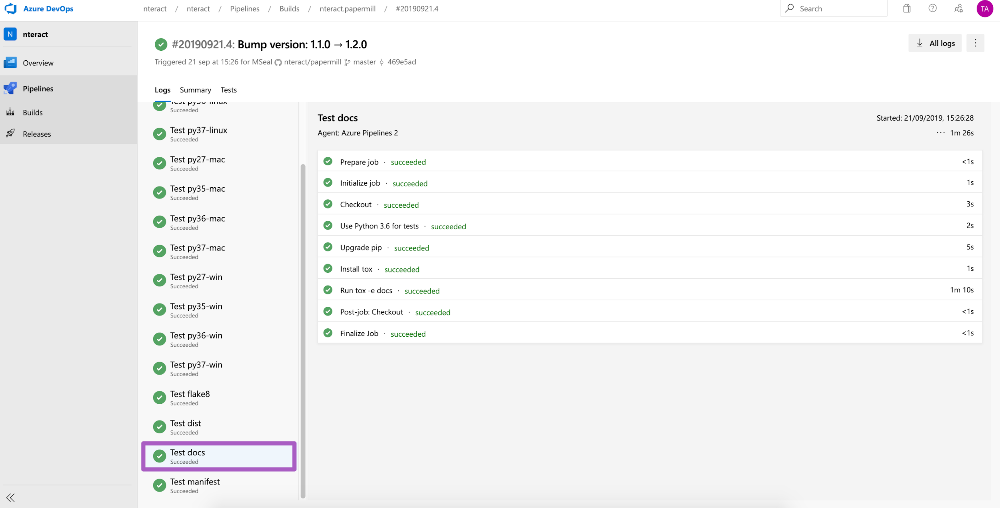 Azure DevOps
nteract / nteract / Pipelines / Builds / nteract.papermill / #20190921.4
Search
TA
N nteract
Overview
Pipelines
Builds
Releases
#20190921.4: Bump version: 1.1.0 → 1.2.0
All logs
Triggered 21 sep at 15:26 for MSeal nteract/papermill master 469e5ad
Logs Summary Tests
Succeeded
Test py37-linux
Succeeded
Test py27-mac
Succeeded
Test py35-mac
Succeeded
Test py36-mac
Succeeded
Test py37-mac
Succeeded
Test py27-win
Succeeded
Test py35-win
Succeeded
Test py36-win
Succeeded
Test py37-win
Succeeded
Test flake8
Succeeded
Test dist
Succeeded
Test docs
Succeeded
Test manifest
Succeeded
Test docs
Started: 21/09/2019, 15:26:28
Agent: Azure Pipelines 2
··· 1m 26s
Prepare job · succeeded <1s
Initialize job · succeeded 1s
Checkout · succeeded 3s
Use Python 3.6 for tests · succeeded 2s
Upgrade pip · succeeded 5s
Install tox · succeeded 1s
Run tox -e docs · succeeded 1m 10s
Post-job: Checkout · succeeded <1s
Finalize Job · succeeded <1s